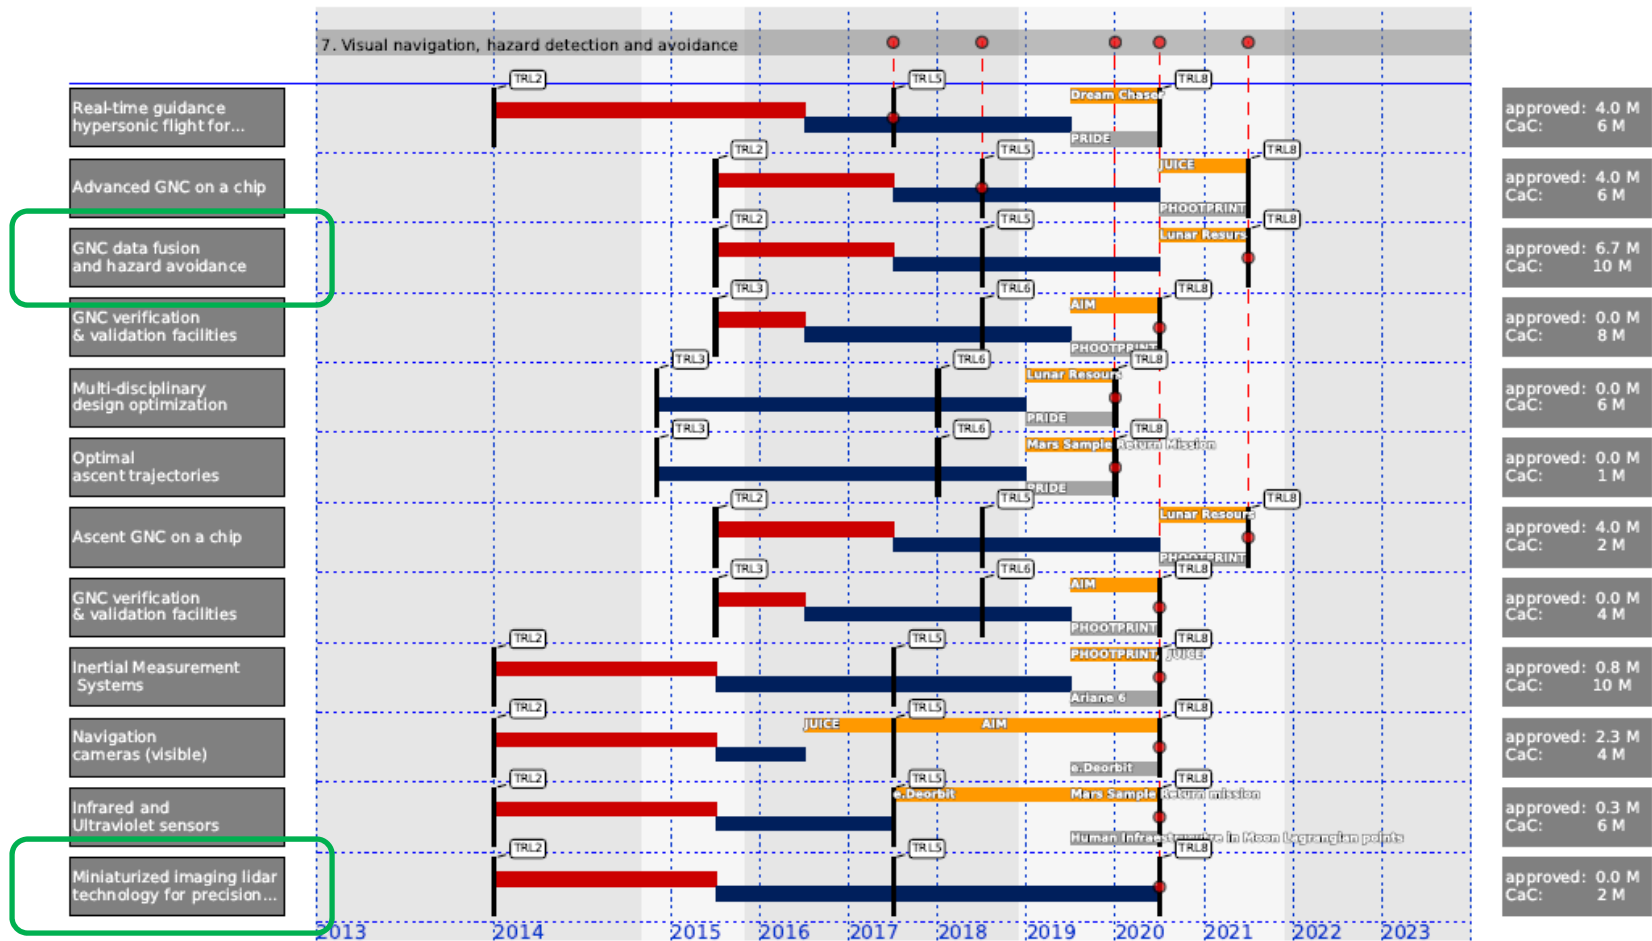 7. Visual navigation, hazard detection and avoidance
TRL2
TRL5
TRL8
Real-time guidance
hypersonic flight for...
Dream Chaser
PRIDE
approved: 4.0 M
CaC: 6 M
TRL2
TRL5
TRL8
Advanced GNC on a chip
JUICE
PHOOTPRINT
approved: 4.0 M
CaC: 6 M
TRL2
TRL5
TRL8
GNC data fusion
and hazard avoidance
Lunar Resurs
approved: 6.7 M
CaC: 10 M
TRL3
TRL6
TRL8
GNC verification
& validation facilities
AIM
PHOOTPRINT
approved: 0.0 M
CaC: 8 M
TRL3
TRL6
TRL8
Multi-disciplinary
design optimization
Lunar Resours
PRIDE
approved: 0.0 M
CaC: 6 M
TRL3
TRL6
TRL8
Optimal
ascent trajectories
Mars Sample Return Mission
PRIDE
approved: 0.0 M
CaC: 1 M
TRL2
TRL5
TRL8
Ascent GNC on a chip
Lunar Resours
PHOOTPRINT
approved: 4.0 M
CaC: 2 M
TRL3
TRL6
TRL8
GNC verification
& validation facilities
AIM
PHOOTPRINT
approved: 0.0 M
CaC: 4 M
TRL2
TRL5
TRL8
Inertial Measurement
Systems
PHOOTPRINT, JUICE
Ariane 6
approved: 0.8 M
CaC: 10 M
TRL2
TRL5
TRL8
Navigation
cameras (visible)
JUICE
AIM
e.Deorbit
approved: 2.3 M
CaC: 4 M
TRL2
TRL5
TRL8
Infrared and
Ultraviolet sensors
e.Deorbit
Mars Sample Return mission
Human Infraestruentre in Moon Lagrangian points
approved: 0.3 M
CaC: 6 M
TRL2
TRL5
TRL8
Miniaturized imaging lidar
technology for precision...
approved: 0.0 M
CaC: 2 M
2013 2014 2015 2016 2017 2018 2019 2020 2021 2022 2023